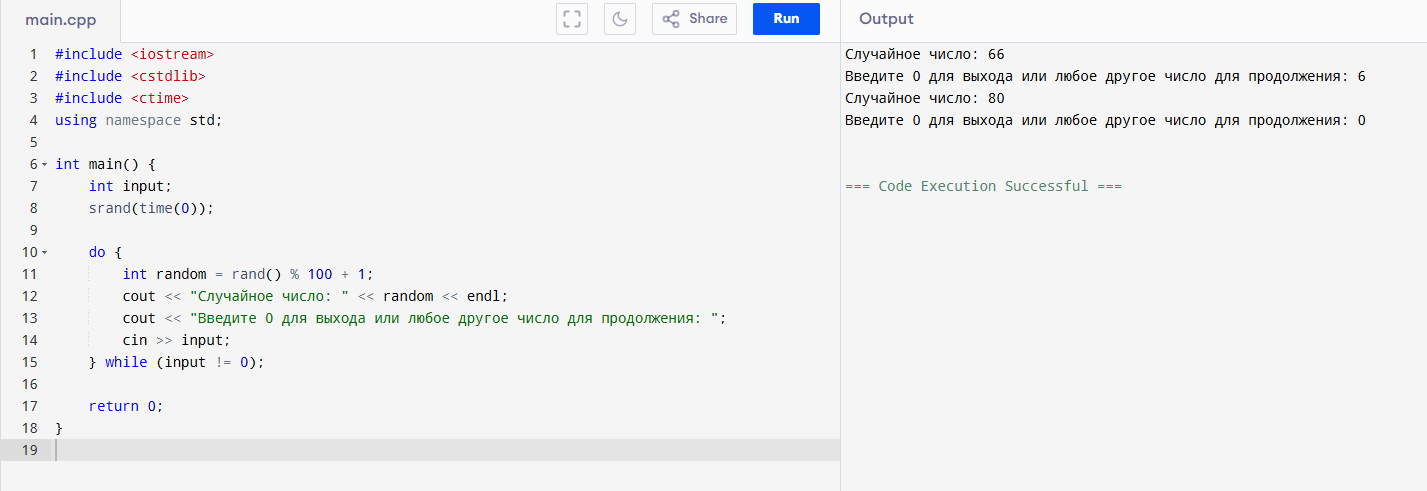 main.cpp
Share
Run
Output
1 #include <iostream>
2 #include <cstdlib>
3 #include <ctime>
4 using namespace std;
5
6 int main() {
7 int input;
8 srand(time(0));
9
10 do {
11 int random = rand() % 100 + 1;
12 cout << "Случайное число: " << random << endl;
13 cout << "Введите 0 для выхода или любое другое число для продолжения: ";
14 cin >> input;
15 } while (input != 0);
16
17 return 0;
18 }
19
Случайное число: 66
Введите 0 для выхода или любое другое число для продолжения: 6
Случайное число: 80
Введите 0 для выхода или любое другое число для продолжения: 0
=== Code Execution Successful ===